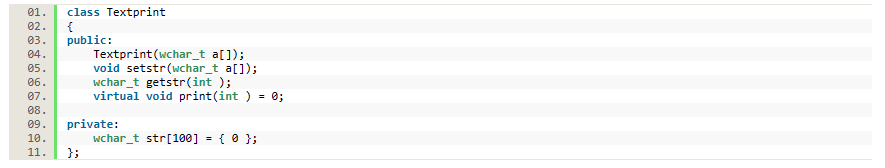 01. class Textprint
02. {
03. public:
04.     Textprint(wchar_t a[]);
05.     void setstr(wchar_t a[]);
06.     wchar_t getstr(int );
07.     virtual void print(int ) = 0;
08.
09. private:
10.     wchar_t str[100] = { 0 };
11. };